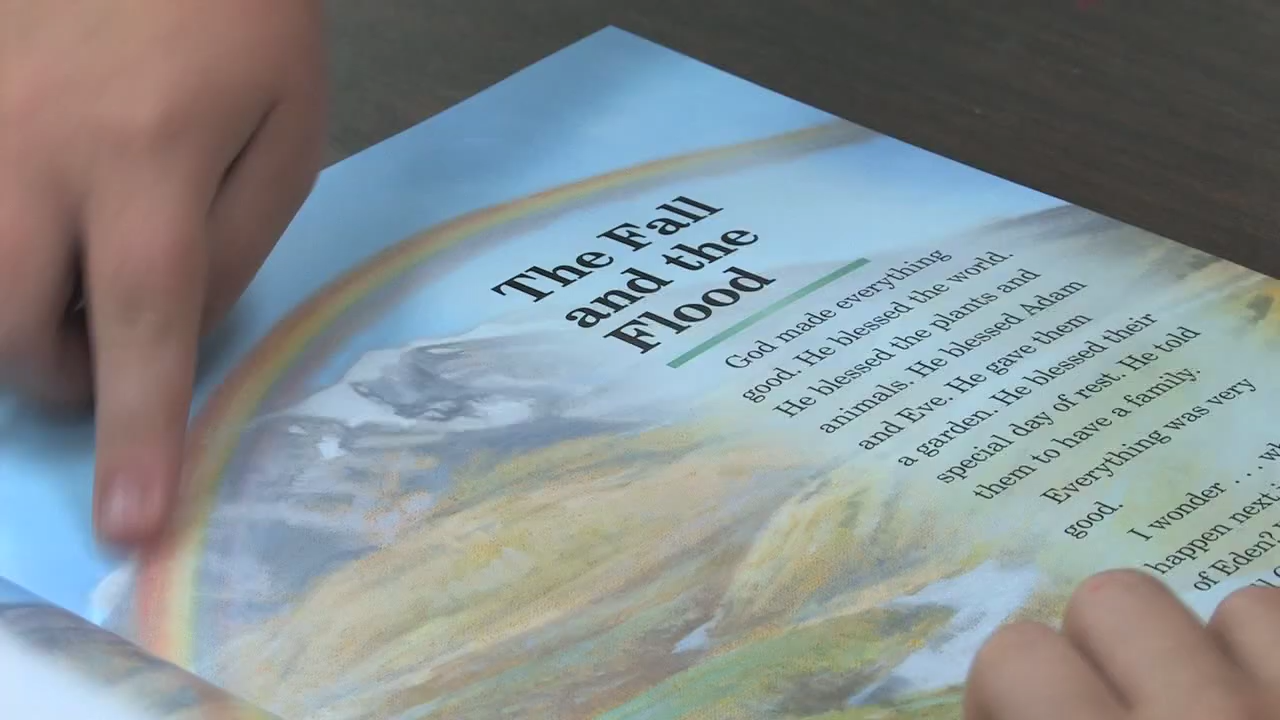 The Fall
and the
Flood
God made everything
good. He blessed the world.
He blessed the plants and
animals. He blessed Adam
and Eve. He gave them
a garden. He blessed their
special day of rest. He told
them to have a family.
Everything was very
good.
I wonder . . .
happen next
of Eden?